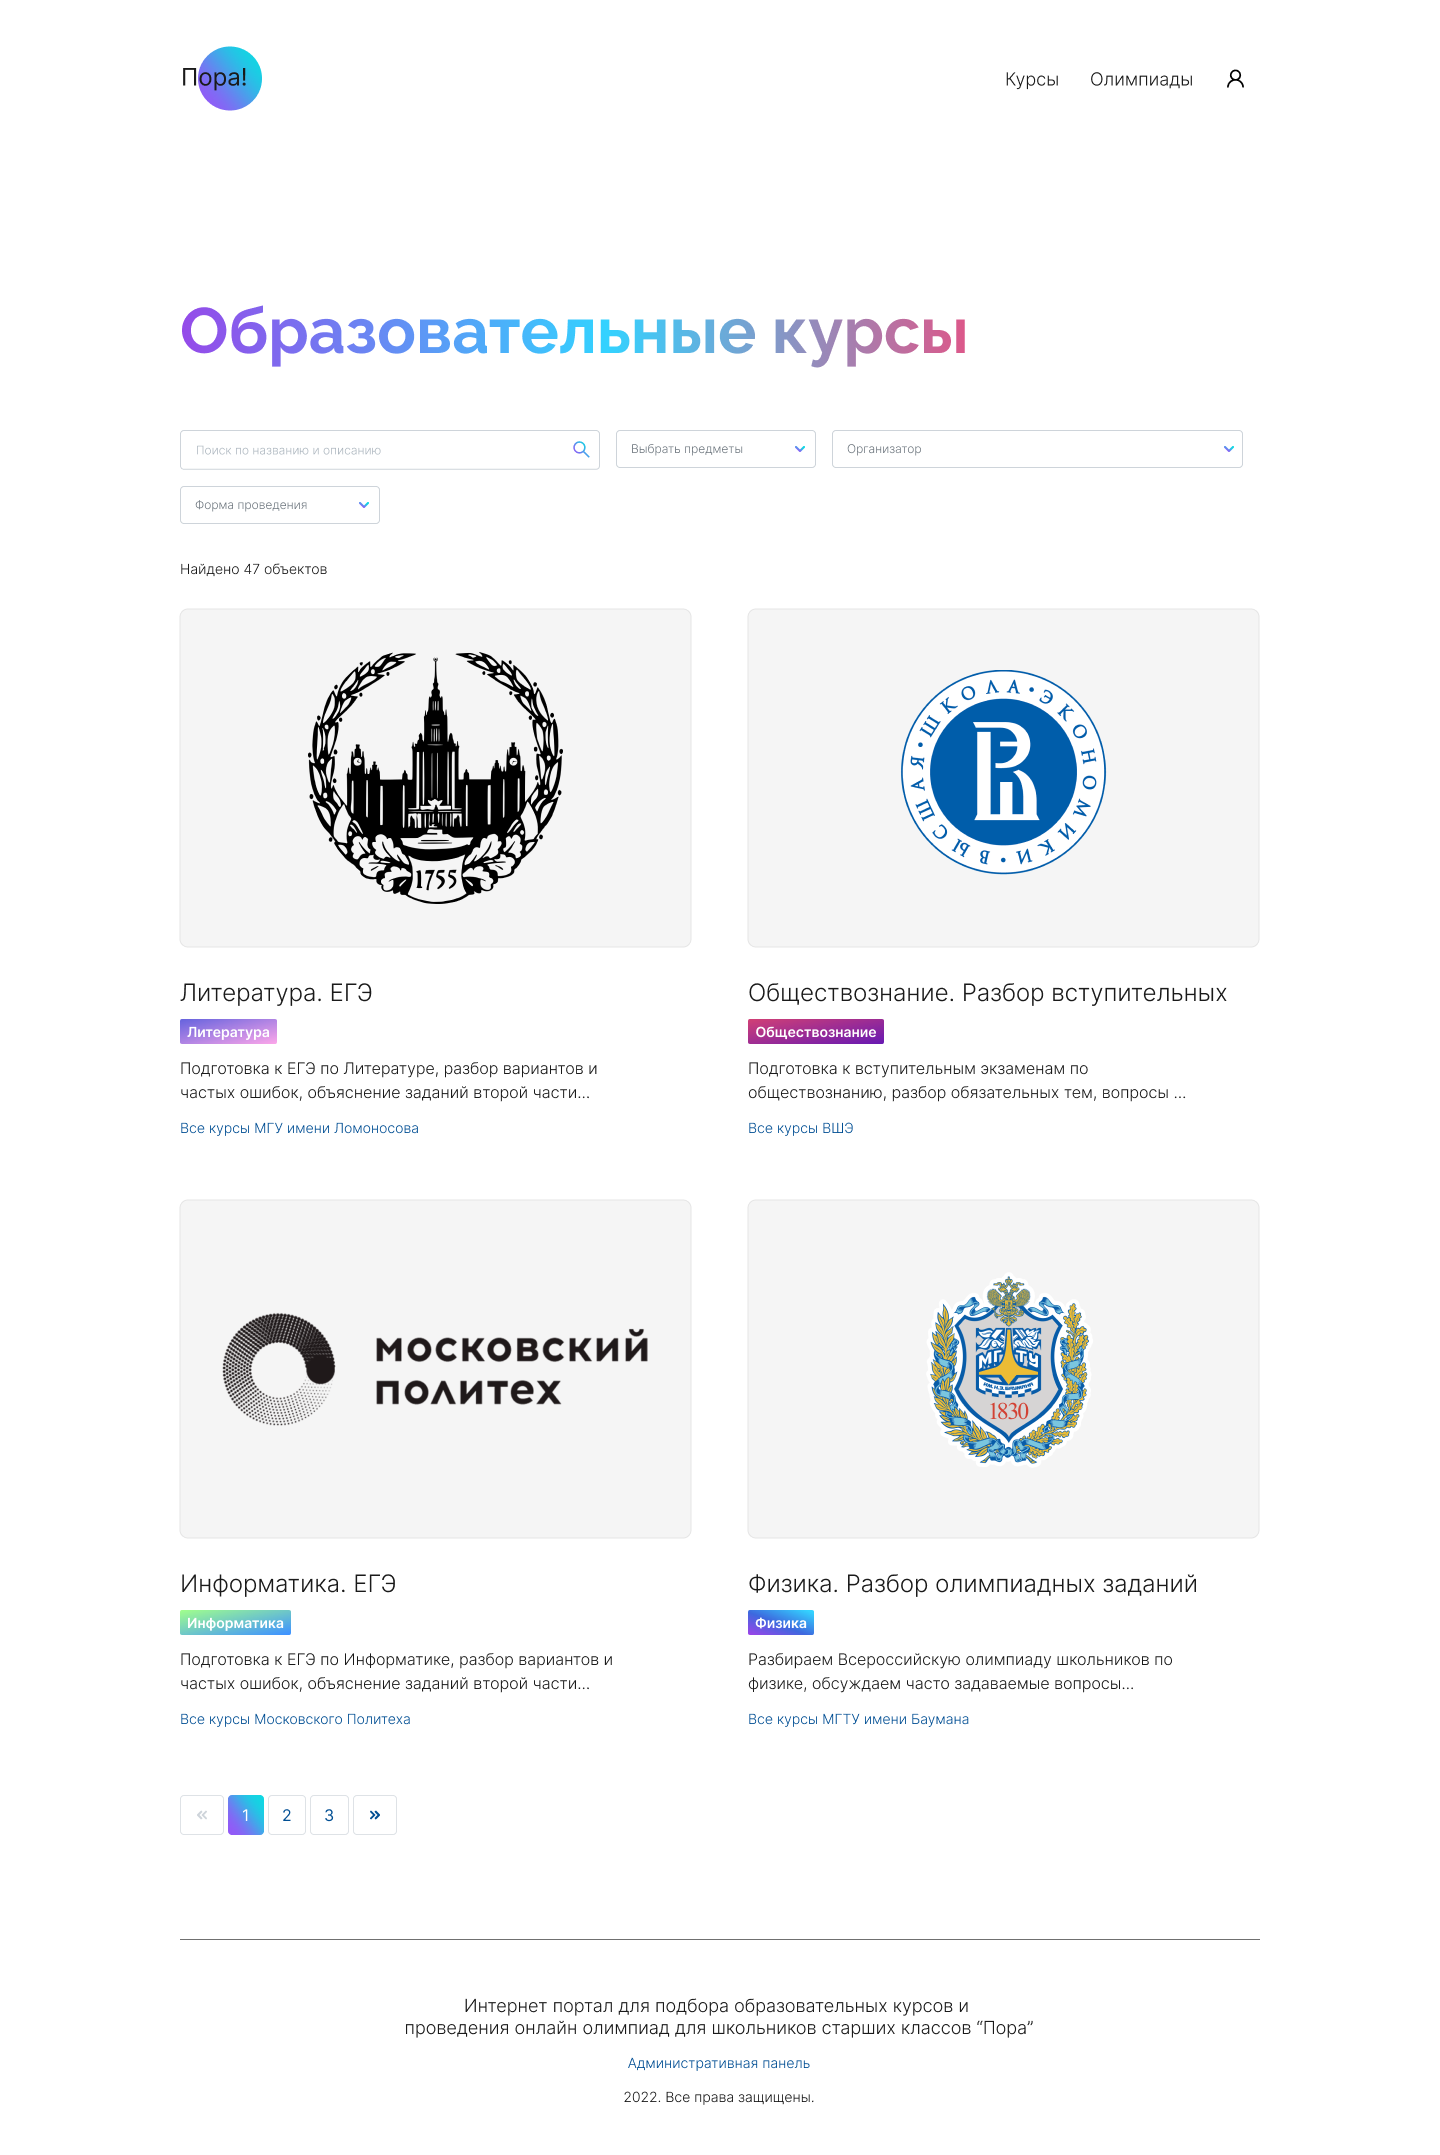 Пора!
Курсы
Олимпиады
Образовательные курсы
Поиск по названию и описанию
Выбрать предметы
Организатор
Форма проведения
Найдено 47 объектов
1755
ВЫСШАЯ • ШКОЛА • ЭКОНОМИКИ •
Литература. ЕГЭ
Литература
Подготовка к ЕГЭ по Литературе, разбор вариантов и
частых ошибок, объяснение заданий второй части...
Все курсы МГУ имени Ломоносова
Обществознание. Разбор вступительных
Обществознание
Подготовка к вступительным экзаменам по
обществознанию, разбор обязательных тем, вопросы ...
Все курсы ВШЭ
московский
политех
МГТУ
им. Н.Э. Баумана
1830
Информатика. ЕГЭ
Информатика
Подготовка к ЕГЭ по Информатике, разбор вариантов и
частых ошибок, объяснение заданий второй части...
Все курсы Московского Политеха
Физика. Разбор олимпиадных заданий
Физика
Разбираем Всероссийскую олимпиаду школьников по
физике, обсуждаем часто задаваемые вопросы...
Все курсы МГТУ имени Баумана
« 1 2 3 »
Интернет портал для подбора образовательных курсов и
проведения онлайн олимпиад для школьников старших классов “Пора”
Административная панель
2022. Все права защищены.